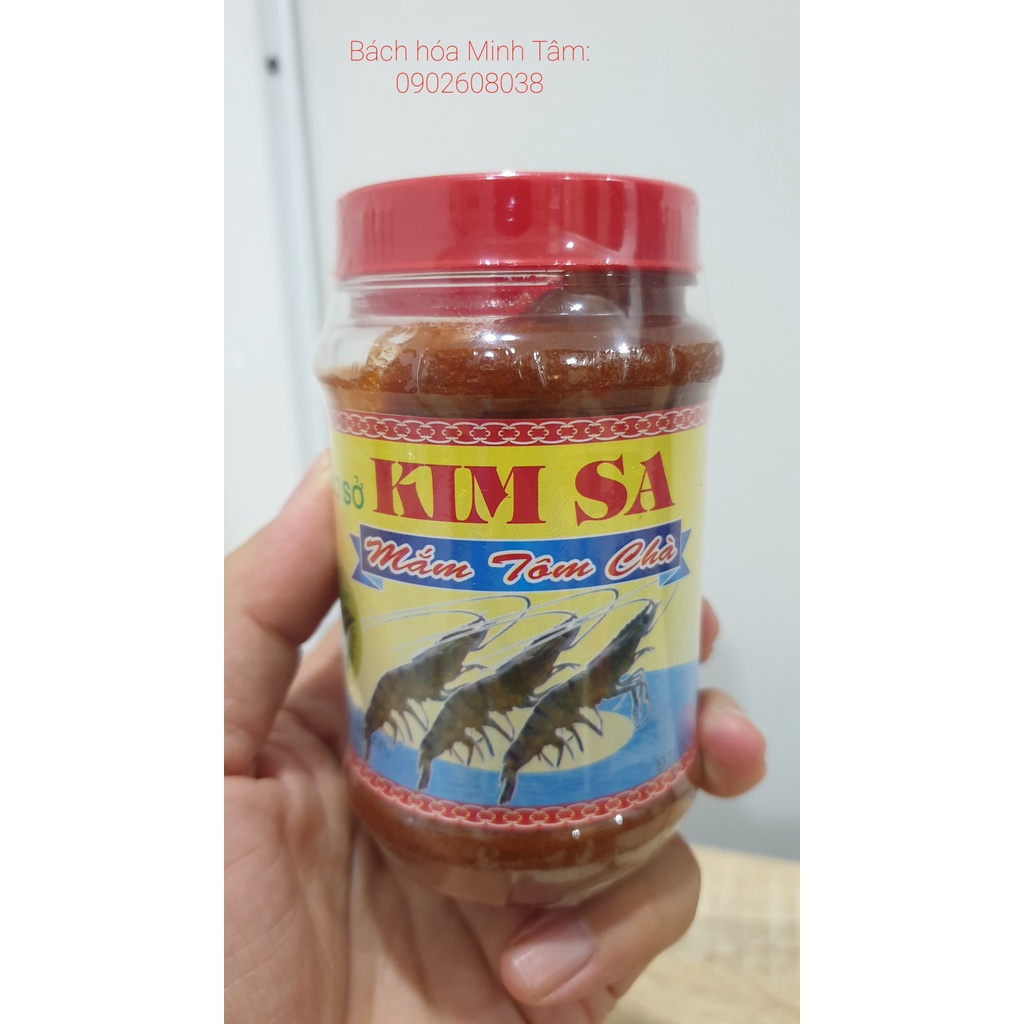 Bách hóa Minh Tâm:
0902608038
SỞ KIM SA
Mắm Tôm Chà